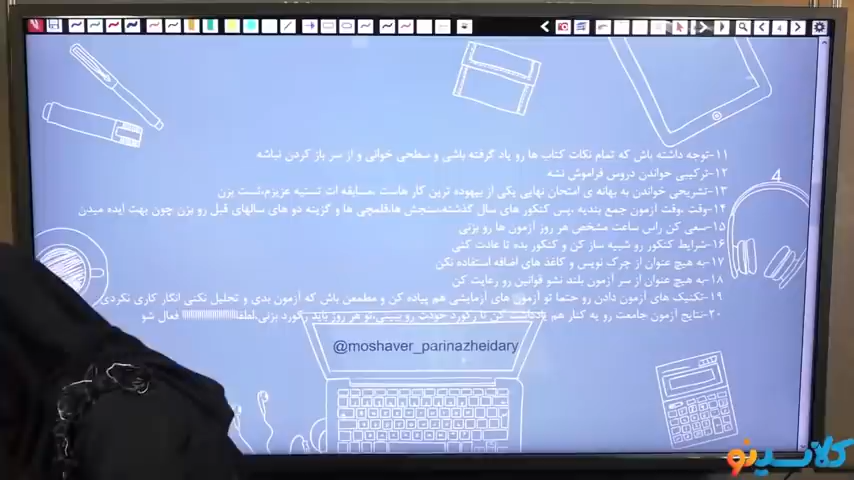 ۱۱-توجه داشته باش که تمام نکات کتاب ها رو یاد گرفته باشی و سطحی خوانی و از سر باز کردن نباشه
۱۲-ترکیبی خواندن دروس فراموش نشه
۱۳-تشریحی خواندن به بهانه ی امتحان نهایی یکی از بیهوده ترین کار هاست ،مسابقه ات تستیه عزیزم،تست بزن
۱۴-وقت ،وقت آزمون جمع بندیه ،پس کنکور های سال گذشته،سنجش ها،قلمچی ها و گزینه دو های سالهای قبل رو بزن چون بهت ایده میدن
۱۵-سعی کن راس ساعت مشخص هر روز آزمون ها رو بزنی
۱۶-شرایط کنکور رو شبیه ساز کن و کنکور بده تا عادت کنی
۱۷-به هیچ عنوان از چرک نویس و کاغذ های اضافه استفاده نکن
۱۸-به هیچ عنوان از سر آزمون بلند نشو قوانین رو رعایت کن
۱۹-تکنیک های آزمون دادن رو حتما تو آزمون های آزمایشی هم پیاده کن و مطمعن باش که آزمون بدی و تحلیل نکنی انگار کاری نکردی
۲۰-نتایج آزمون جامعت رو یه کنار هم یادداشت کن تا رکورد خودت رو ببینی،تو هر روز باید رکورد بزنی، فعال شو
@moshaver_parinazheidary
4
کلاسینو